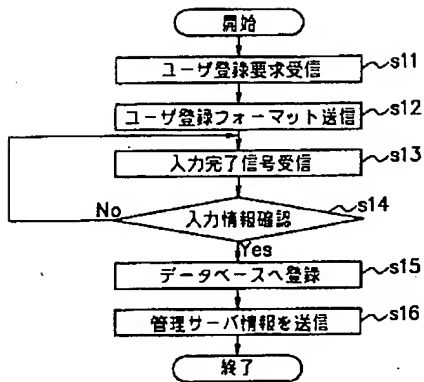 開始
ユーザ登録要求受信 s11
ユーザ登録フォーマット送信 s12
入力完了信号受信 s13
入力情報確認 s14
No
Yes
データベースへ登録 s15
管理サーバ情報を送信 s16
終了